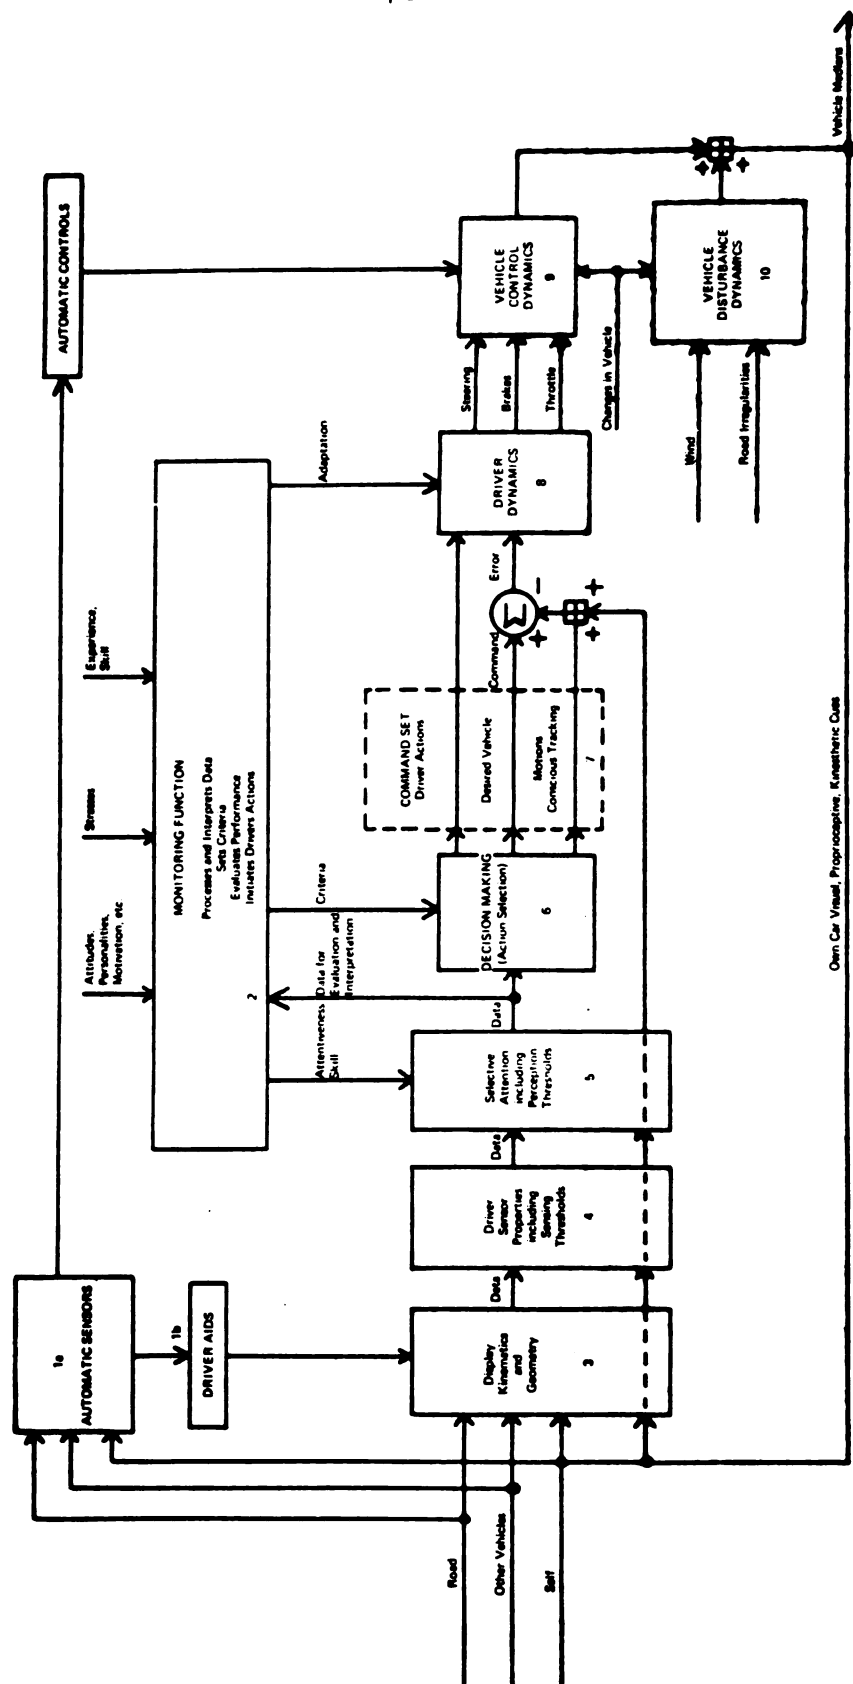 AUTOMATIC CONTROLS
1a
AUTOMATIC SENSORS
1b
DRIVER AIDS
Attitudes,
Personalities,
Motivation, etc
Stresses
Experience,
Skill
MONITORING FUNCTION
Processes and Interprets Data
Sets Criteria
Evaluates Performance
Initiates Drivers Actions
2
Attentiveness
Skill
Data for
Evaluation and
Interpretation
Criteria
Adaptation
Road
Other Vehicles
Self
Display
Kinematics
and
Geometry
3
Data
Driver
Sensor
Properties
including
Sensing
Thresholds
4
Data
Selective
Attention
including
Perception
Thresholds
5
Data
DECISION MAKING
(Action Selection)
6
COMMAND SET
Driver Actions
Desired Vehicle
Motions
Conscious Tracking
7
Command
+
Σ
−
+
+
Error
DRIVER
DYNAMICS
8
Steering
Brakes
Throttle
VEHICLE
CONTROL
DYNAMICS
9
Changes in Vehicle
Wind
Road Irregularities
VEHICLE
DISTURBANCE
DYNAMICS
10
+
+
Vehicle Motions
Own Car Visual, Proprioceptive, Kinesthetic Cues